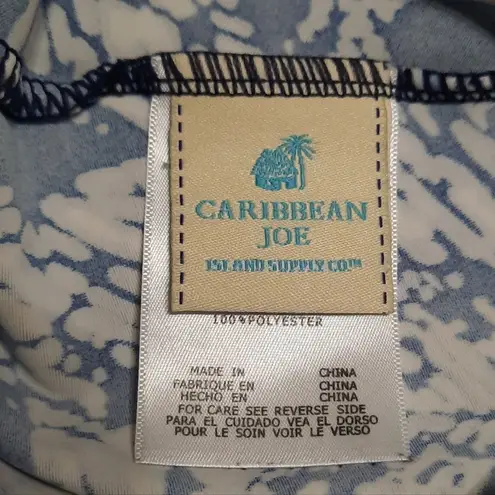 CARIBBEAN
JOE
ISLAND SUPPLY CO™
100%POLYESTER
MADE IN CHINA
FABRIQUE EN CHINA
HECHO EN CHINA
FOR CARE SEE REVERSE SIDE
PARA EL CUIDADO VEA EL DORSO
POUR LE SOIN VOIR LE VERSO